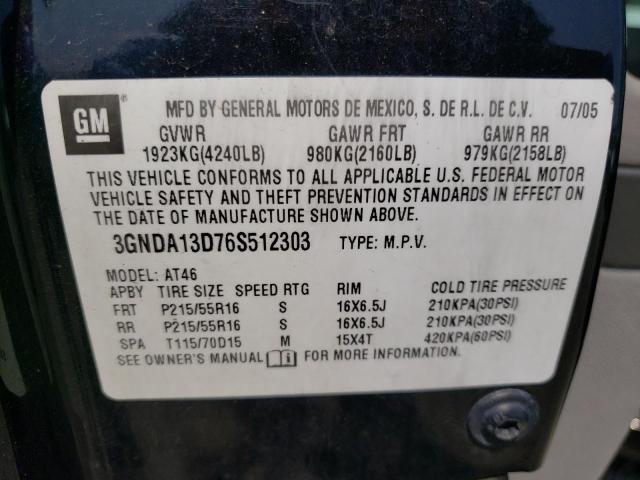 GM
MFD BY GENERAL MOTORS DE MEXICO, S. DE R.L. DE C.V. 07/05
GVWR GAWR FRT GAWR RR
1923KG(4240LB) 980KG(2160LB) 979KG(2158LB)
THIS VEHICLE CONFORMS TO ALL APPLICABLE U.S. FEDERAL MOTOR
VEHICLE SAFETY AND THEFT PREVENTION STANDARDS IN EFFECT ON
THE DATE OF MANUFACTURE SHOWN ABOVE.
3GNDA13D76S512303 TYPE: M.P.V.
MODEL: AT46
APBY TIRE SIZE SPEED RTG RIM COLD TIRE PRESSURE
FRT P215/55R16 S 16X6.5J 210KPA(30PSI)
RR P215/55R16 S 16X6.5J 210KPA(30PSI)
SPA T115/70D15 M 15X4T 420KPA(60PSI)
SEE OWNER'S MANUAL FOR MORE INFORMATION.